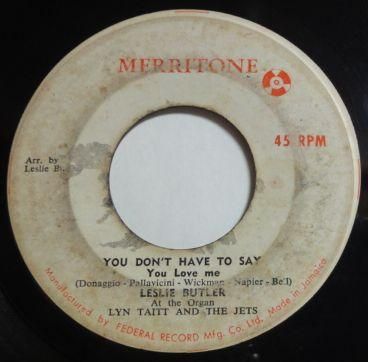 MERRITONE
45 RPM
Arr. by
Leslie
YOU DON'T HAVE TO SAY
You Love me
(Donaggio - Pallavicini - Wickman - Napier - Bell)
LESLIE BUTLER
At the Organ
LYN TAITT AND THE JETS
Manufactured by FEDERAL RECORD Mfg. Co. Ltd. Made in Jamaica